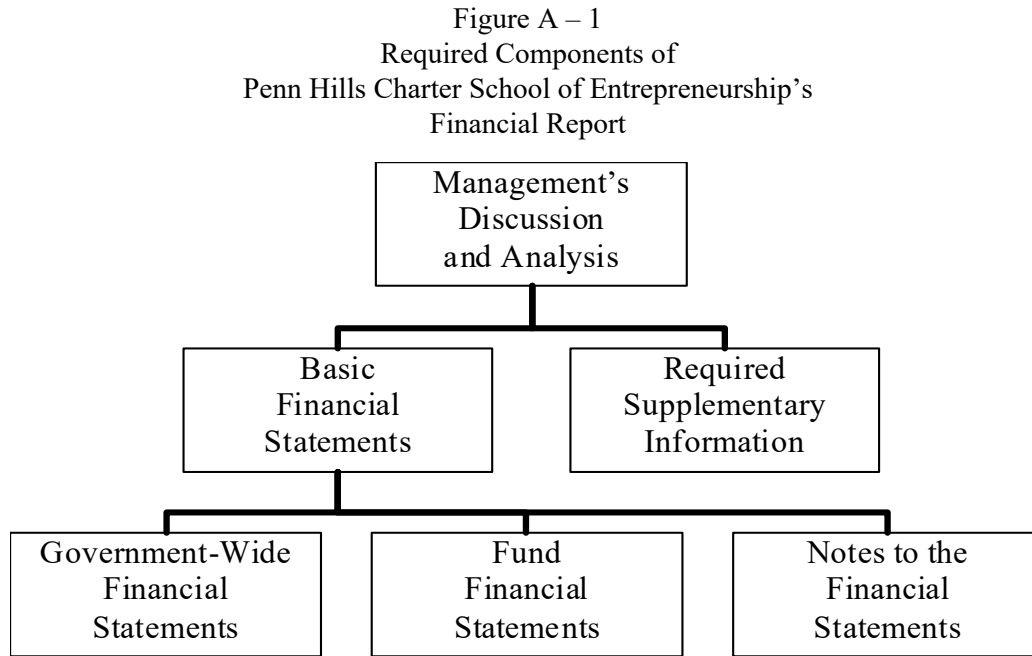 Figure A – 1
Required Components of
Penn Hills Charter School of Entrepreneurship’s
Financial Report
Management’s
Discussion
and Analysis
Basic
Financial
Statements
Required
Supplementary
Information
Government-Wide
Financial
Statements
Fund
Financial
Statements
Notes to the
Financial
Statements